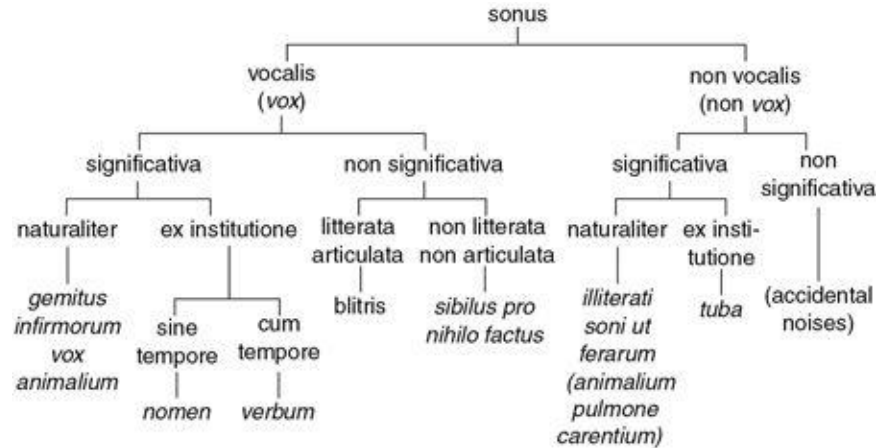 sonus
vocalis
(vox)
non vocalis
(non vox)
significativa
non significativa
significativa
non
significativa
naturaliter
ex institutione
litterata
articulata
non litterata
non articulata
naturaliter
ex insti-
tutione
gemitus
infirmorum
vox
animalium
sine
tempore
cum
tempore
blitris
sibilus pro
nihilo factus
illiterati
soni ut
ferarum
(animalium
pulmone
carentium)
tuba
(accidental
noises)
nomen
verbum